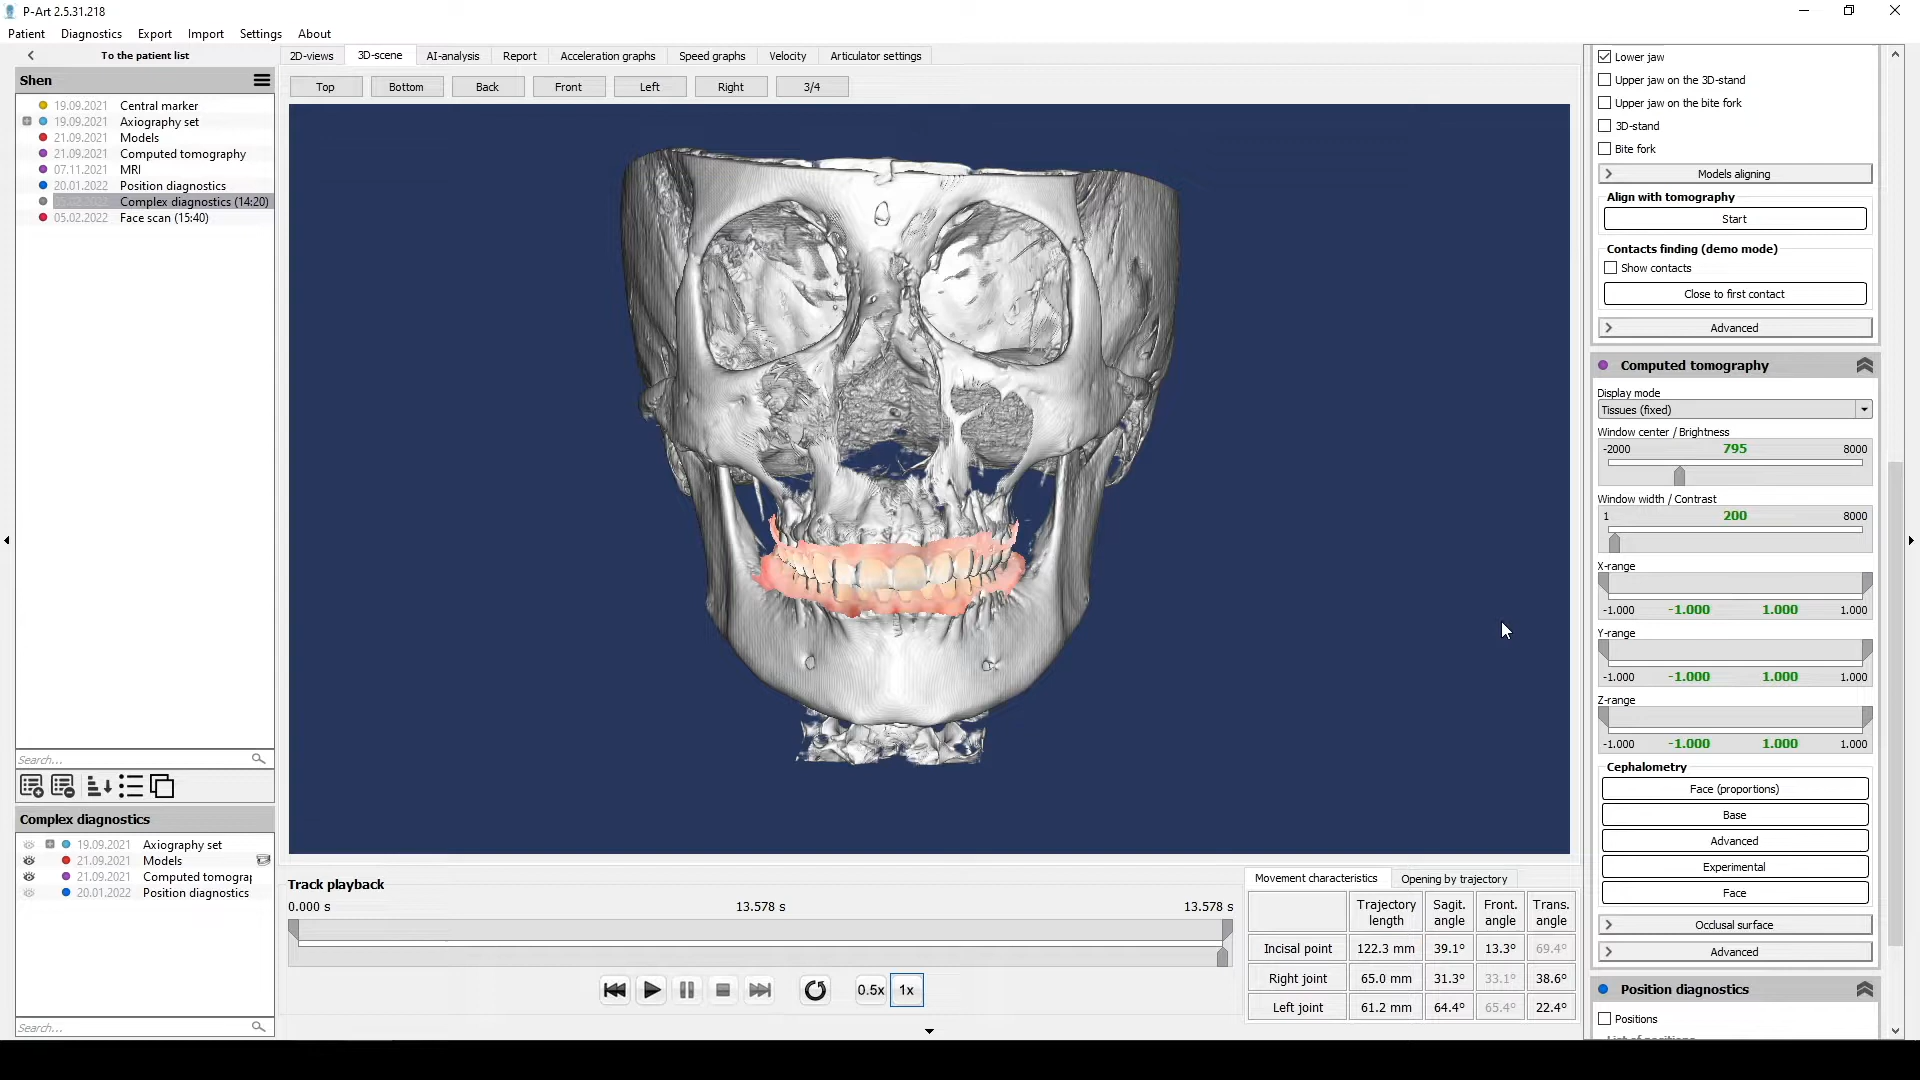 P-Art 2.5.31.218
Patient Diagnostics Export Import Settings About
To the patient list
Shen
19.09.2021 Central marker
19.09.2021 Axiography set
21.09.2021 Models
21.09.2021 Computed tomography
07.11.2021 MRI
20.01.2022 Position diagnostics
Complex diagnostics (14:20)
05.02.2022 Face scan (15:40)
Search...
Complex diagnostics
19.09.2021 Axiography set
21.09.2021 Models
21.09.2021 Computed tomograp
20.01.2022 Position diagnostics
Search...
2D-views 3D-scene AI-analysis Report Acceleration graphs Speed graphs Velocity Articulator settings
Top Bottom Back Front Left Right 3/4
Track playback
0.000 s 13.578 s 13.578 s
0.5x 1x
Movement characteristics Opening by trajectory
Trajectory length Sagit. angle Front. angle Trans. angle
Incisal point 122.3 mm 39.1° 13.3° 69.4°
Right joint 65.0 mm 31.3° 33.1° 38.6°
Left joint 61.2 mm 64.4° 65.4° 22.4°
Lower jaw
Upper jaw on the 3D-stand
Upper jaw on the bite fork
3D-stand
Bite fork
Models aligning
Align with tomography
Start
Contacts finding (demo mode)
Show contacts
Close to first contact
Advanced
Computed tomography
Display mode
Tissues (fixed)
Window center / Brightness
-2000 795 8000
Window width / Contrast
1 200 8000
X-range
-1.000 -1.000 1.000 1.000
Y-range
-1.000 -1.000 1.000 1.000
Z-range
-1.000 -1.000 1.000 1.000
Cephalometry
Face (proportions)
Base
Advanced
Experimental
Face
Occlusal surface
Advanced
Position diagnostics
Positions